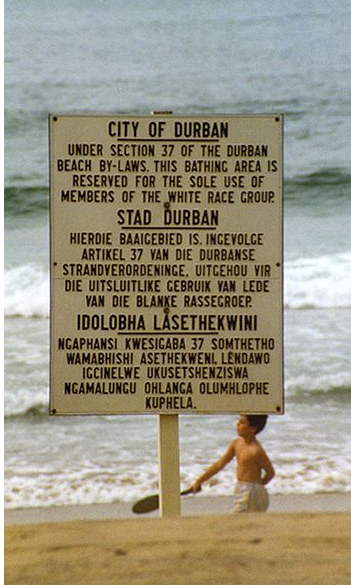 CITY OF DURBAN
UNDER SECTION 37 OF THE DURBAN
BEACH BY-LAWS. THIS BATHING AREA IS
RESERVED FOR THE SOLE USE OF
MEMBERS OF THE WHITE RACE GROUP.
STAD DURBAN
HIERDIE BAAIGEBIED IS. INGEVOLGE
ARTIKEL 37 VAN DIE DURBANSE
STRANDVERORDENINGE, UITGEHOU VIR
DIE UITSLUITLIKE GEBRUIK VAN LEDE
VAN DIE BLANKE RASSEGROEP.
IDOLOBHA LASETHEKWINI
NGAPHANSI KWESIGABA 37 SOMTHETHO
WAMABHISHI ASETHEKWENI, LENDAWO
IGCINELWE UKUSETSHENZISWA
NGAMALUNGU OHLANGA OLUMHLOPHE
KUPHELA.